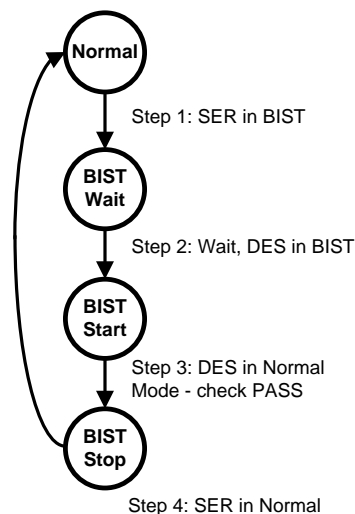 Normal
Step 1: SER in BIST
BIST
Wait
Step 2: Wait, DES in BIST
BIST
Start
Step 3: DES in Normal
Mode - check PASS
BIST
Stop
Step 4: SER in Normal